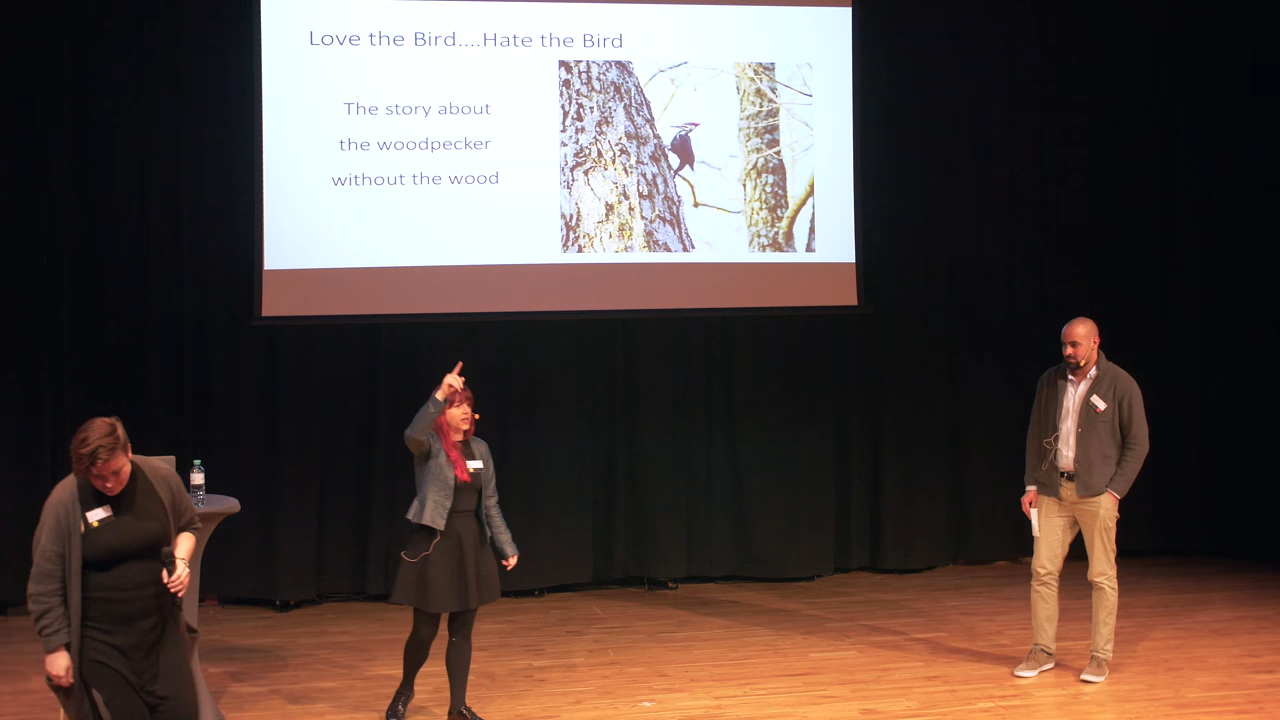 Love the Bird....Hate the Bird
The story about
the woodpecker
without the wood